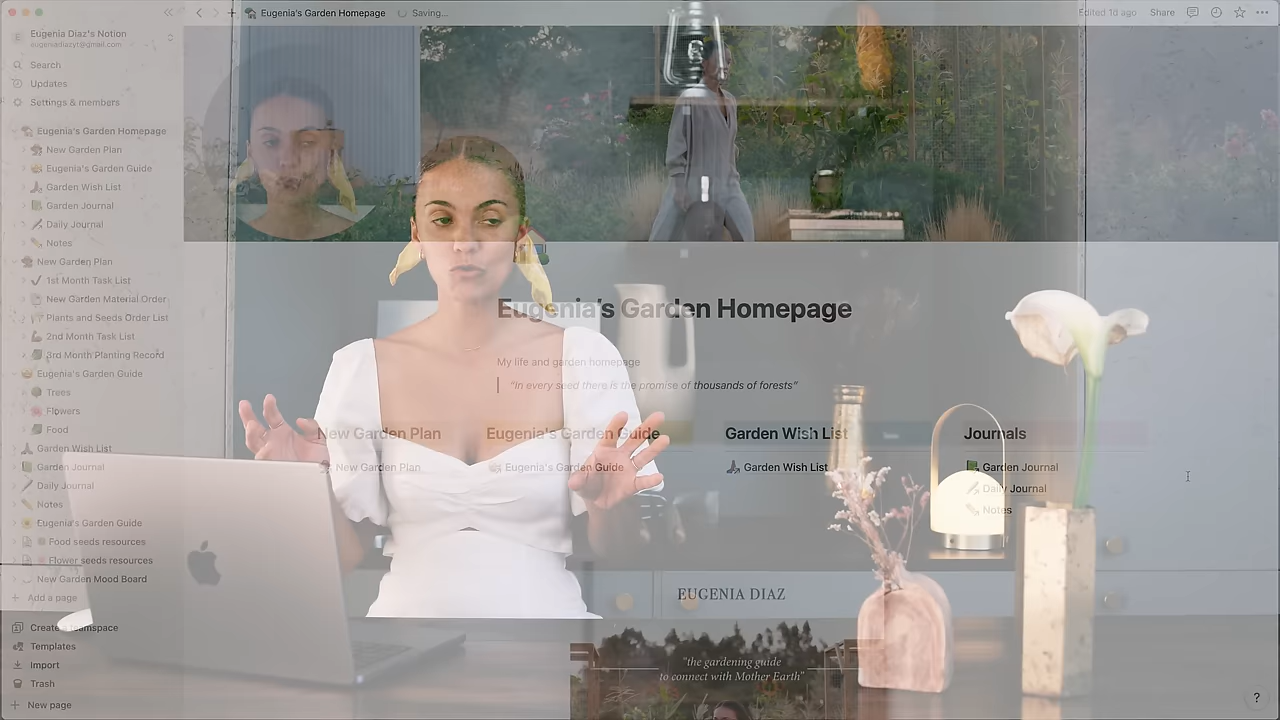 Eugenia's Garden Homepage
Saving...
Edited 1d ago
Share
Eugenia Diaz's Notion
eugeniadiazyt@gmail.com
Search
Updates
Settings & members
Eugenia's Garden Homepage
New Garden Plan
Eugenia's Garden Guide
Garden Wish List
Garden Journal
Daily Journal
Notes
New Garden Plan
1st Month Task List
New Garden Material Order
Plants and Seeds Order List
2nd Month Task List
3rd Month Planting Record
Eugenia's Garden Guide
Trees
Flowers
Food
Garden Wish List
Garden Journal
Daily Journal
Notes
Eugenia's Garden Guide
Food seeds resources
Flower seeds resources
New Garden Mood Board
Add a page
Create a teamspace
Templates
Import
Trash
New page
Eugenia's Garden Homepage
My life and garden homepage
"In every seed there is the promise of thousands of forests"
New Garden Plan
New Garden Plan
Eugenia's Garden Guide
Eugenia's Garden Guide
Garden Wish List
Garden Wish List
Journals
Garden Journal
Daily Journal
Notes
EUGENIA DIAZ
"the gardening guide
to connect with Mother Earth"
?